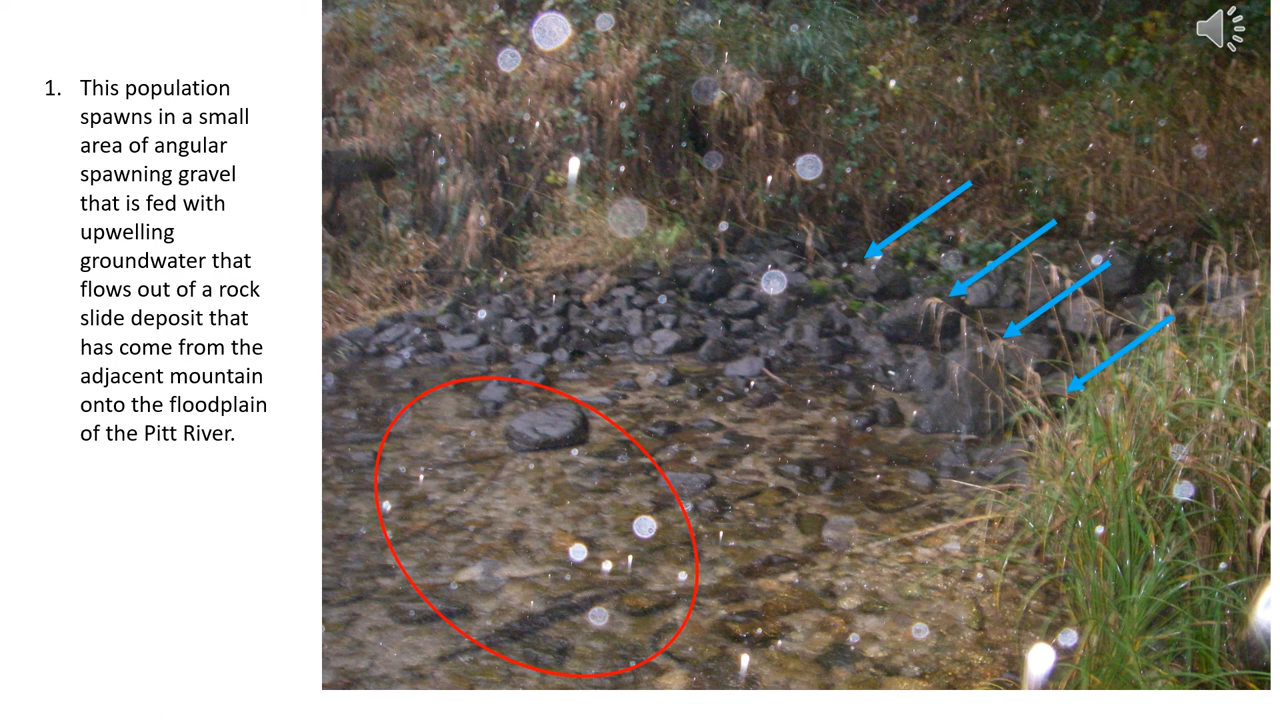 1. This population
spawns in a small
area of angular
spawning gravel
that is fed with
upwelling
groundwater that
flows out of a rock
slide deposit that
has come from the
adjacent mountain
onto the floodplain
of the Pitt River.